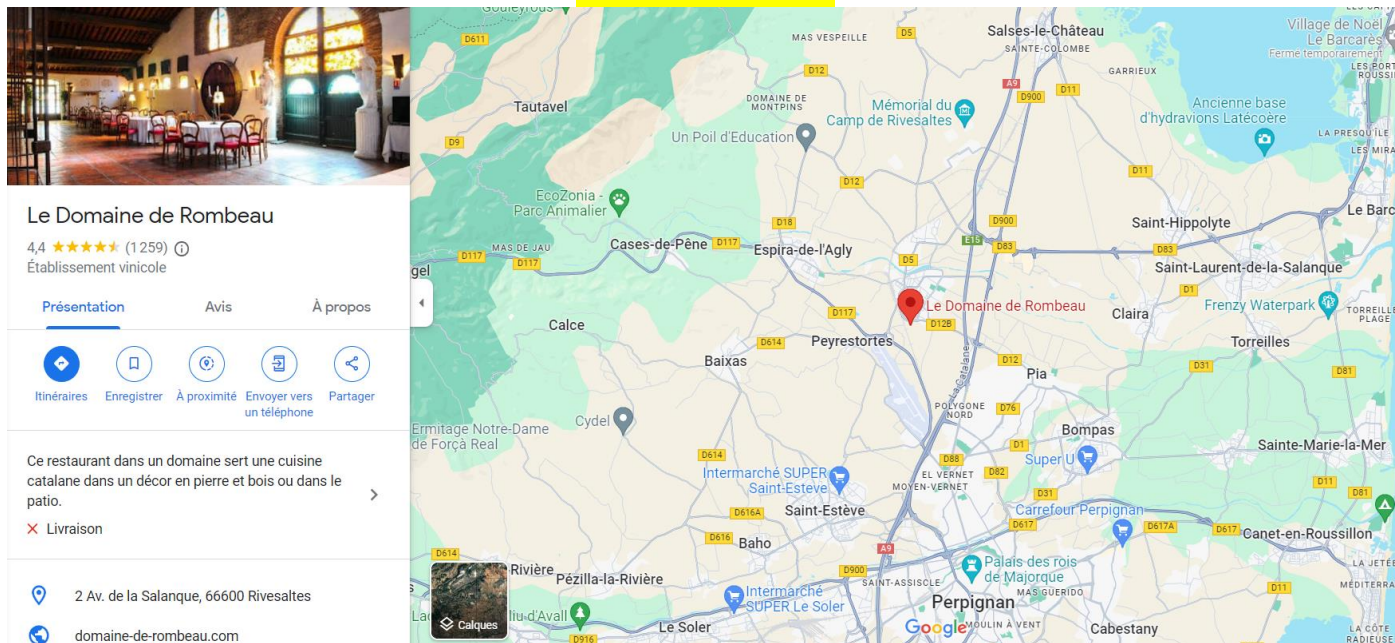 Le Domaine de Rombeau
4,4 (1 259)
Établissement vinicole
Présentation
Avis
À propos
Itinéraires
Enregistrer
À proximité
Envoyer vers
un téléphone
Partager
Ce restaurant dans un domaine sert une cuisine
catalane dans un décor en pierre et bois ou dans le
patio.
Livraison
2 Av. de la Salanque, 66600 Rivesaltes
domaine-de-rombeau.com
D611
MAS VESPEILLE
D5
Salses-le-Château
SAINTE-COLOMBE
Village de Noël
Le Barcarès
Fermé temporairement
GARRIEUX
D12
A9
D900
D11
Tautavel
DOMAINE DE
MONTPINS
Mémorial du
Camp de Rivesaltes
Ancienne base
d'hydravions Latécoère
Un Poil d'Education
D9
D12
D11
EcoZonia -
Parc Animalier
D18
D900
Saint-Hippolyte
MAS DE JAU
Cases-de-Pêne
D117
Espira-de-l'Agly
E15
D83
D83
D117
D117
D5
Saint-Laurent-de-la-Salanque
D1
Le Domaine de Rombeau
Frenzy Waterpark
Claira
D117
D12B
Calce
D614
Peyrestortes
Torreilles
Baixas
D12
Pia
D31
D81
POLYGONE
NORD
D76
Cydel
Bompas
Ermitage Notre-Dame
de Força Real
D1
Sainte-Marie-la-Mer
D614
D88
Super U
Intermarché SUPER
Saint-Esteve
EL VERNET
MOYEN-VERNET
D82
D11
D31
D81
Saint-Estève
Carrefour Perpignan
D616A
D617
D617A
D617
Canet-en-Roussillon
D616
Baho
A9
D614
Rivière
Pézilla-la-Rivière
D900
SAINT-ASSISCLE
Palais des rois
de Majorque
MAS GUERIDO
D11
Intermarché
SUPER Le Soler
Perpignan
Calques
Le Soler
Google
MOULIN À VENT
Cabestany
LA CÔTE
RADIEUSE
D916